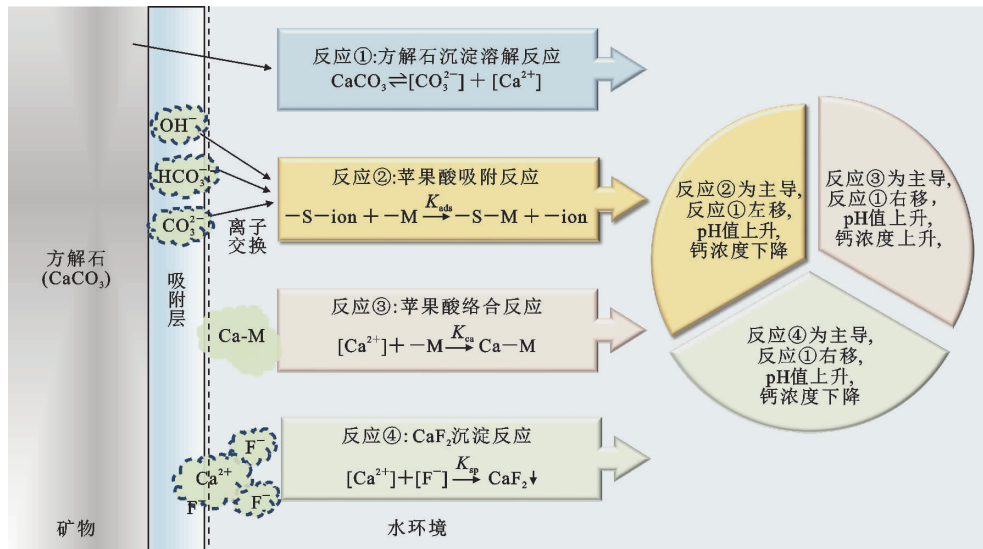 反应①:方解石沉淀溶解反应
CaCO₃⇌[CO₃²⁻]+[Ca²⁺]
OH⁻
HCO₃⁻
CO₃²⁻
离子
交换
反应②:苹果酸吸附反应
−S−ion+−M→−S−M+−ion
K_ads
方解石
(CaCO₃)
吸
附
层
Ca-M
反应③:苹果酸络合反应
[Ca²⁺]+−M→Ca−M
K_ca
反应④:CaF₂沉淀反应
[Ca²⁺]+[F⁻]→CaF₂↓
K_sp
F⁻
Ca²⁺
F⁻
F
矿物
水环境
反应②为主导,
反应①左移,
pH值上升,
钙浓度下降
反应③为主导,
反应①右移,
pH值上升,
钙浓度上升,
反应④为主导,
反应①右移,
pH值上升,
钙浓度下降